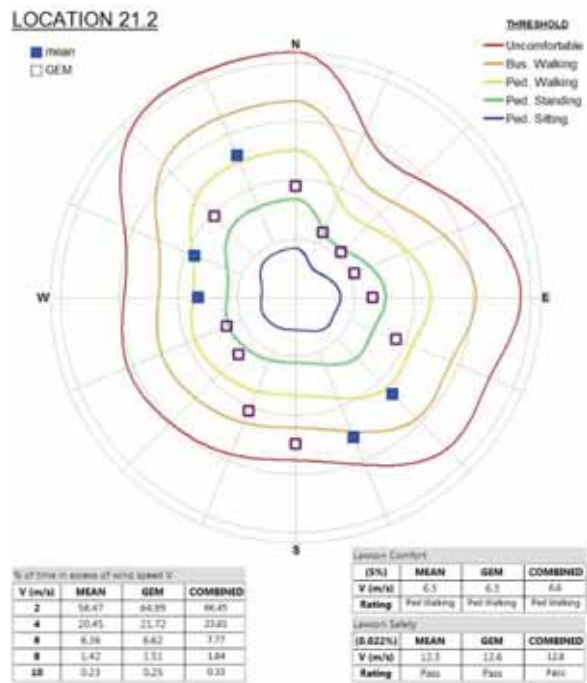 LOCATION 21.2
mean
GEM
THRESHOLD
Uncomfortable
Bus. Walking
Ped. Walking
Ped. Standing
Ped. Sitting
N
W
E
S
% of time in excess of wind speed V
V (m/s) MEAN GEM COMBINED
2 58.47 64.99 66.45
4 20.45 21.72 23.81
6 6.36 6.62 7.77
8 1.42 1.51 1.84
10 0.23 0.25 0.33
Lawson Comfort
(5%) MEAN GEM COMBINED
V (m/s) 6.3 6.3 6.6
Rating Ped Walking Ped Walking Ped Walking
Lawson Safety
(0.022%) MEAN GEM COMBINED
V (m/s) 12.3 12.6 12.8
Rating Pass Pass Pass